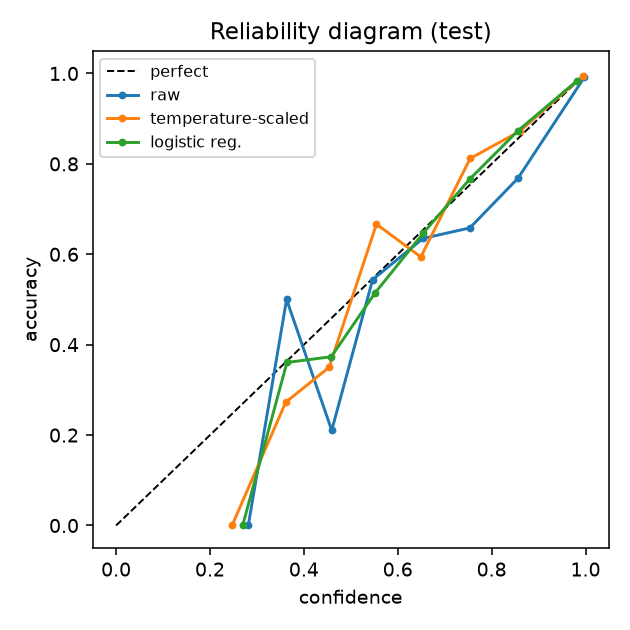 Reliability diagram (test)
perfect
raw
temperature-scaled
logistic reg.
accuracy
1.0
0.8
0.6
0.4
0.2
0.0
0.0 0.2 0.4 0.6 0.8 1.0
confidence